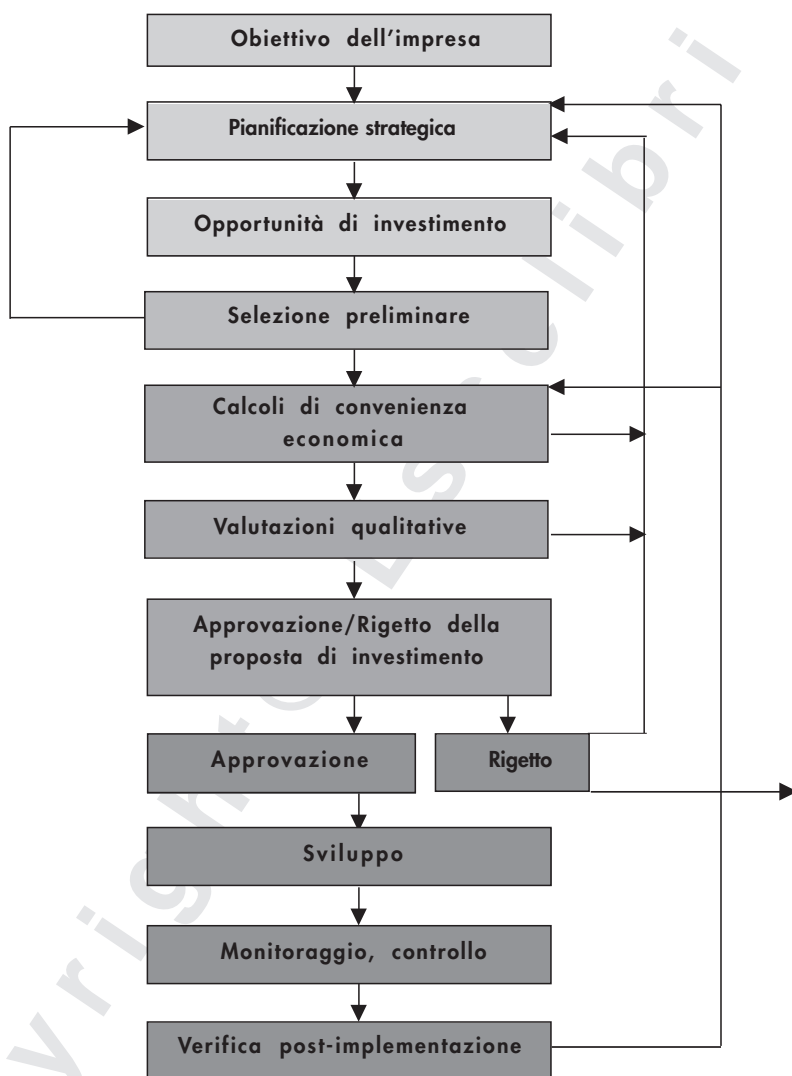 Obiettivo dell'impresa
Pianificazione strategica
Opportunità di investimento
Selezione preliminare
Calcoli di convenienza
economica
Valutazioni qualitative
Approvazione/Rigetto della
proposta di investimento
Approvazione
Rigetto
Sviluppo
Monitoraggio, controllo
Verifica post-implementazione